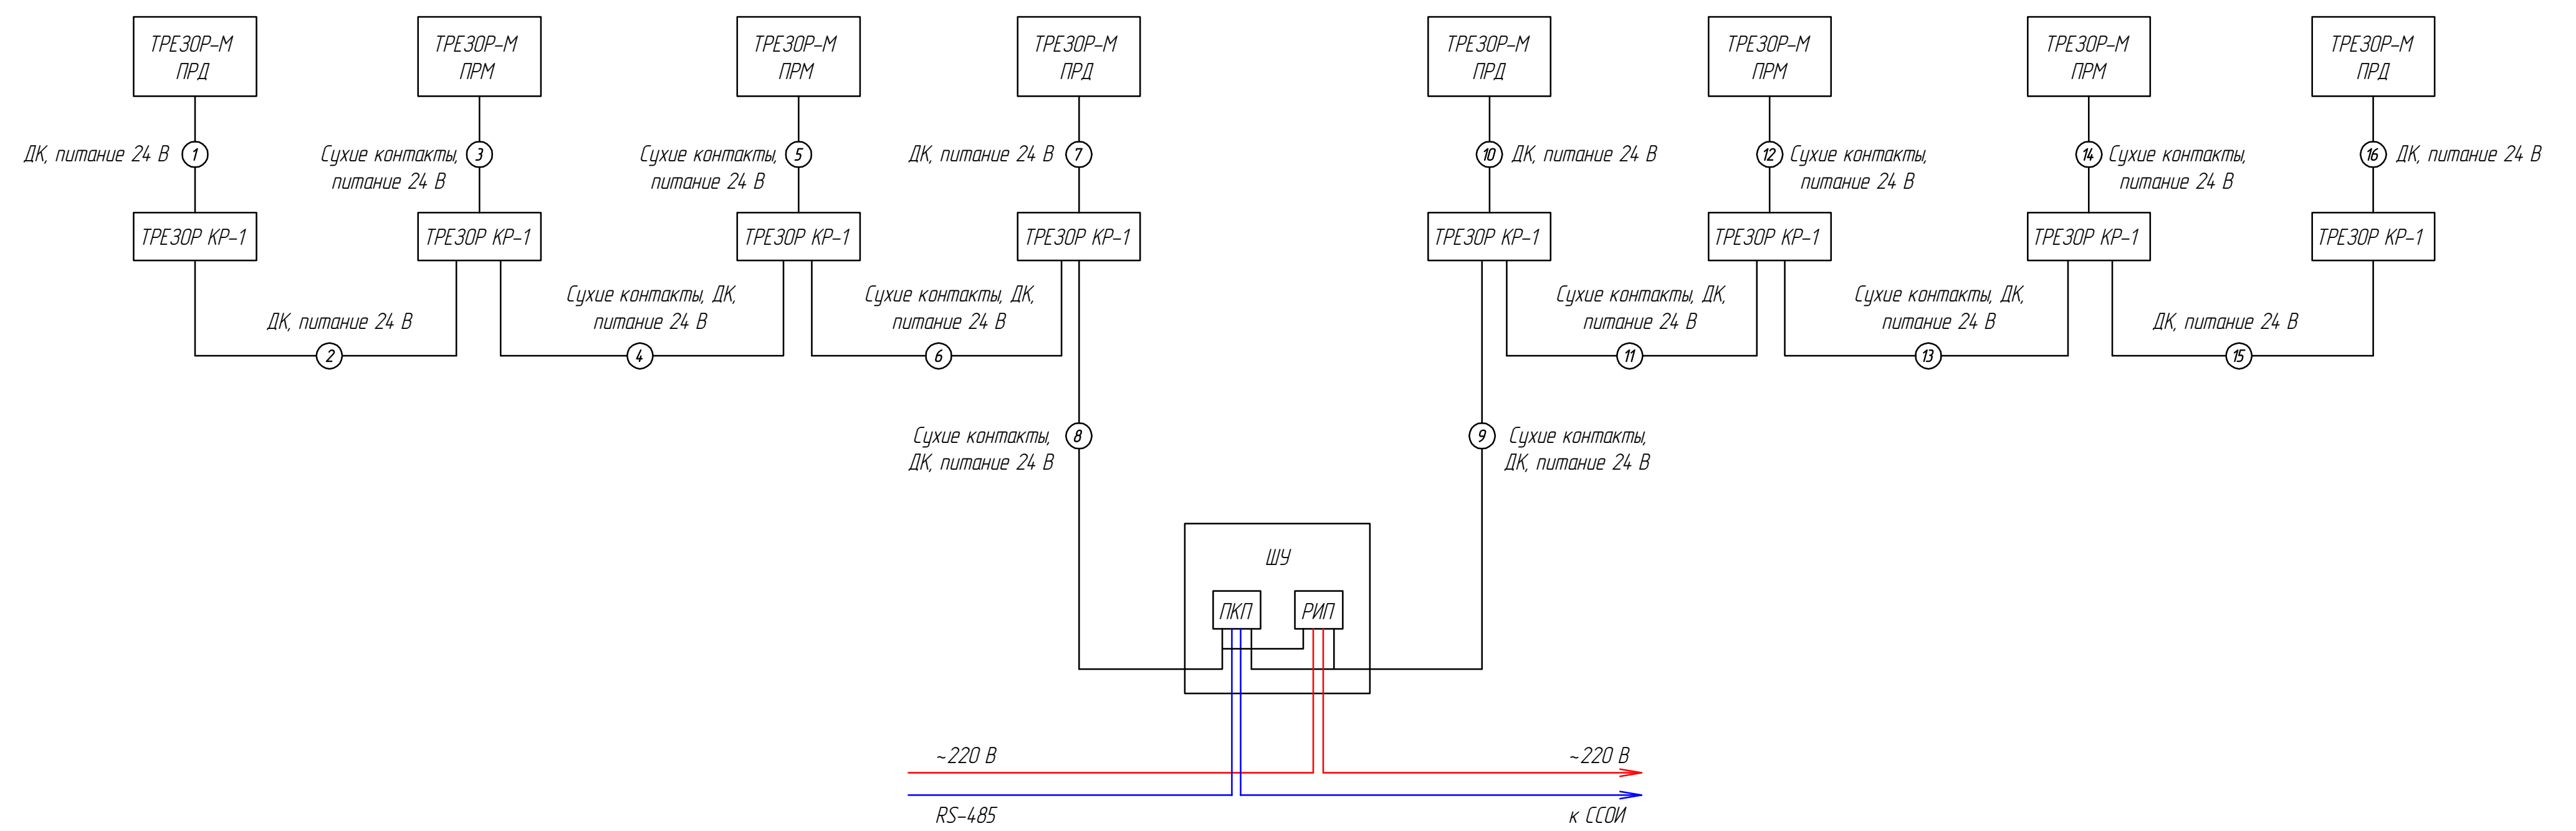 ТРЕЗОР-М
ПРД
ТРЕЗОР-М
ПРМ
ТРЕЗОР-М
ПРМ
ТРЕЗОР-М
ПРД
ТРЕЗОР-М
ПРД
ТРЕЗОР-М
ПРМ
ТРЕЗОР-М
ПРМ
ТРЕЗОР-М
ПРД
ДК, питание 24 В
1
Сухие контакты,
питание 24 В
3
Сухие контакты,
питание 24 В
5
ДК, питание 24 В
7
10
ДК, питание 24 В
12
Сухие контакты,
питание 24 В
14
Сухие контакты,
питание 24 В
16
ДК, питание 24 В
ТРЕЗОР КР-1
ТРЕЗОР КР-1
ТРЕЗОР КР-1
ТРЕЗОР КР-1
ТРЕЗОР КР-1
ТРЕЗОР КР-1
ТРЕЗОР КР-1
ТРЕЗОР КР-1
ДК, питание 24 В
2
Сухие контакты, ДК,
питание 24 В
4
Сухие контакты, ДК,
питание 24 В
6
Сухие контакты, ДК,
питание 24 В
11
Сухие контакты, ДК,
питание 24 В
13
ДК, питание 24 В
15
Сухие контакты,
ДК, питание 24 В
8
9
Сухие контакты,
ДК, питание 24 В
ШУ
ПКП
РИП
~220 В
~220 В
RS-485
к ССОИ